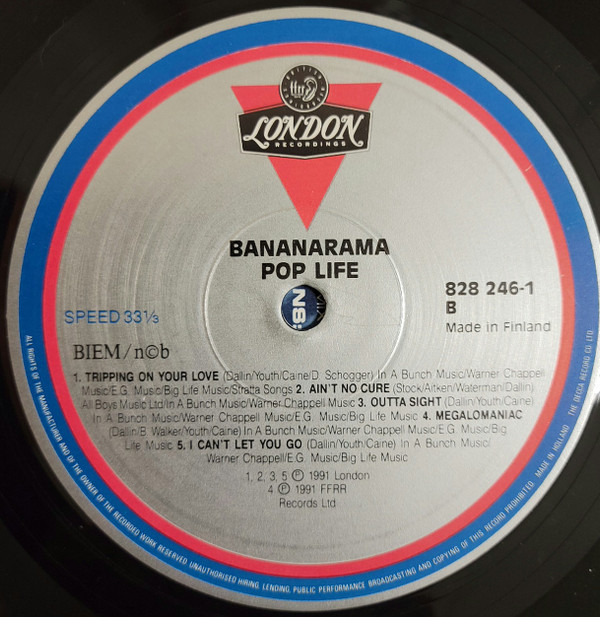 LONDON
RECORDINGS
BANANARAMA
POP LIFE
828 246-1
B
Made in Finland
SPEED 33⅓
BIEM/n©b
1. TRIPPING ON YOUR LOVE (Dallin/Youth/Caine/D. Schogger) In A Bunch Music/Warner Chappell
Music/E.G. Music/Big Life Music/Stratta Songs 2. AIN'T NO CURE (Stock/Aitken/Waterman/Dallin)
All Boys Music Ltd/In A Bunch Music/Warner Chappell Music 3. OUTTA SIGHT (Dallin/Youth/Caine)
In A Bunch Music/Warner Chappell Music/E.G. Music/Big Life Music 4. MEGALOMANIAC
(Dallin/B. Walker/Youth/Caine) In A Bunch Music/Warner Chappell Music/E.G. Music/Big
Life Music 5. I CAN'T LET YOU GO (Dallin/Youth/Caine) In A Bunch Music/
Warner Chappell/E.G. Music/Big Life Music
1, 2, 3, 5 ℗ 1991 London
4 ℗ 1991 FFRR
Records Ltd
ALL RIGHTS OF THE MANUFACTURER AND OF THE OWNER OF THE RECORDED WORK RESERVED UNAUTHORISED HIRING, LENDING, PUBLIC PERFORMANCE BROADCASTING AND COPYING OF THIS RECORD PROHIBITED. MADE IN HOLLAND THE DECCA RECORD CO. LTD.